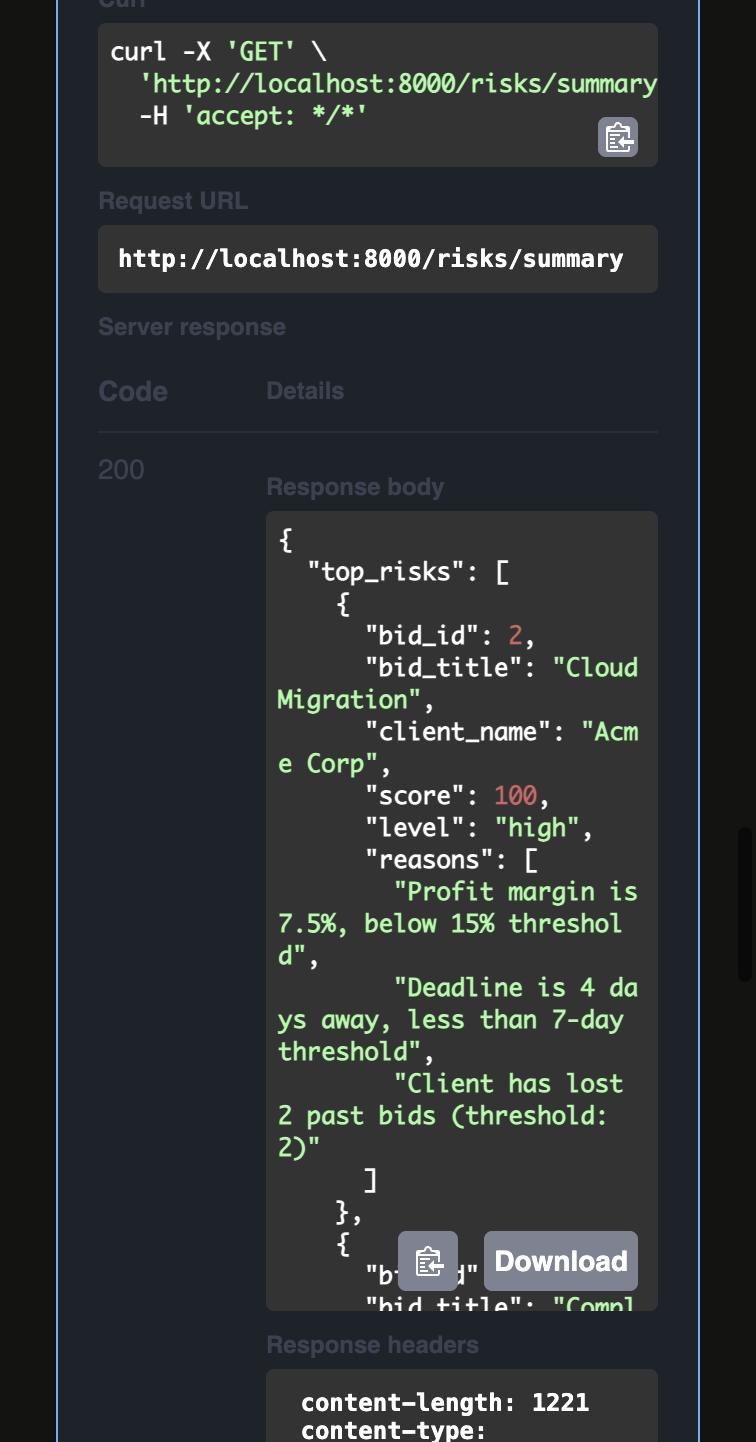 Curl
curl -X 'GET' \
  'http://localhost:8000/risks/summary
  -H 'accept: */*'
Request URL
http://localhost:8000/risks/summary
Server response
Code Details
200
Response body
{
  "top_risks": [
    {
      "bid_id": 2,
      "bid_title": "Cloud
Migration",
      "client_name": "Acm
e Corp",
      "score": 100,
      "level": "high",
      "reasons": [
        "Profit margin is
7.5%, below 15% threshol
d",
        "Deadline is 4 da
ys away, less than 7-day
threshold",
        "Client has lost
2 past bids (threshold:
2)"
      ]
    },
    {
Download
      "bid_title": "Compl
Response headers
content-length: 1221
content-type: